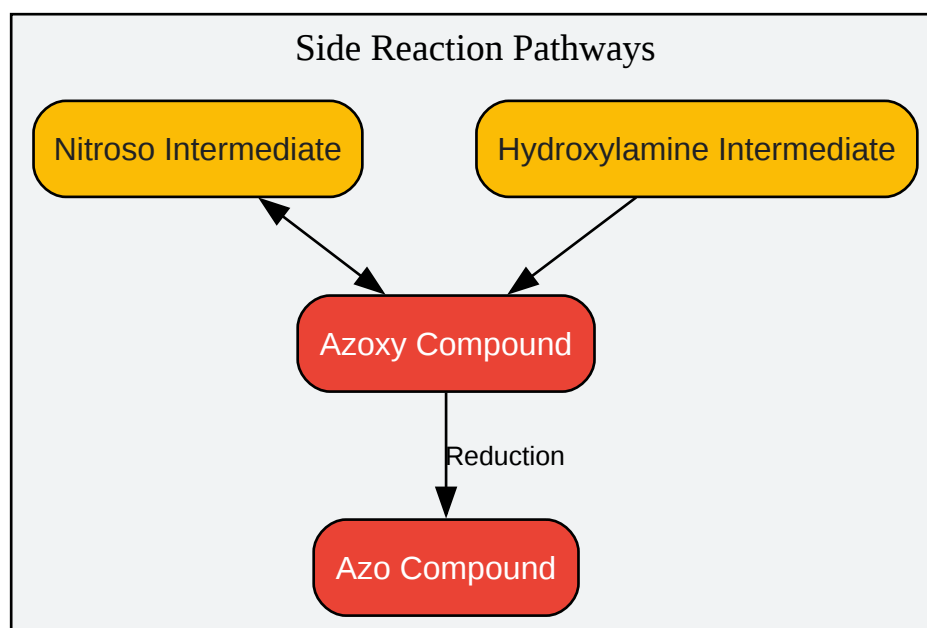 Side Reaction Pathways
Nitroso Intermediate
Hydroxylamine Intermediate
Azoxy Compound
Reduction
Azo Compound